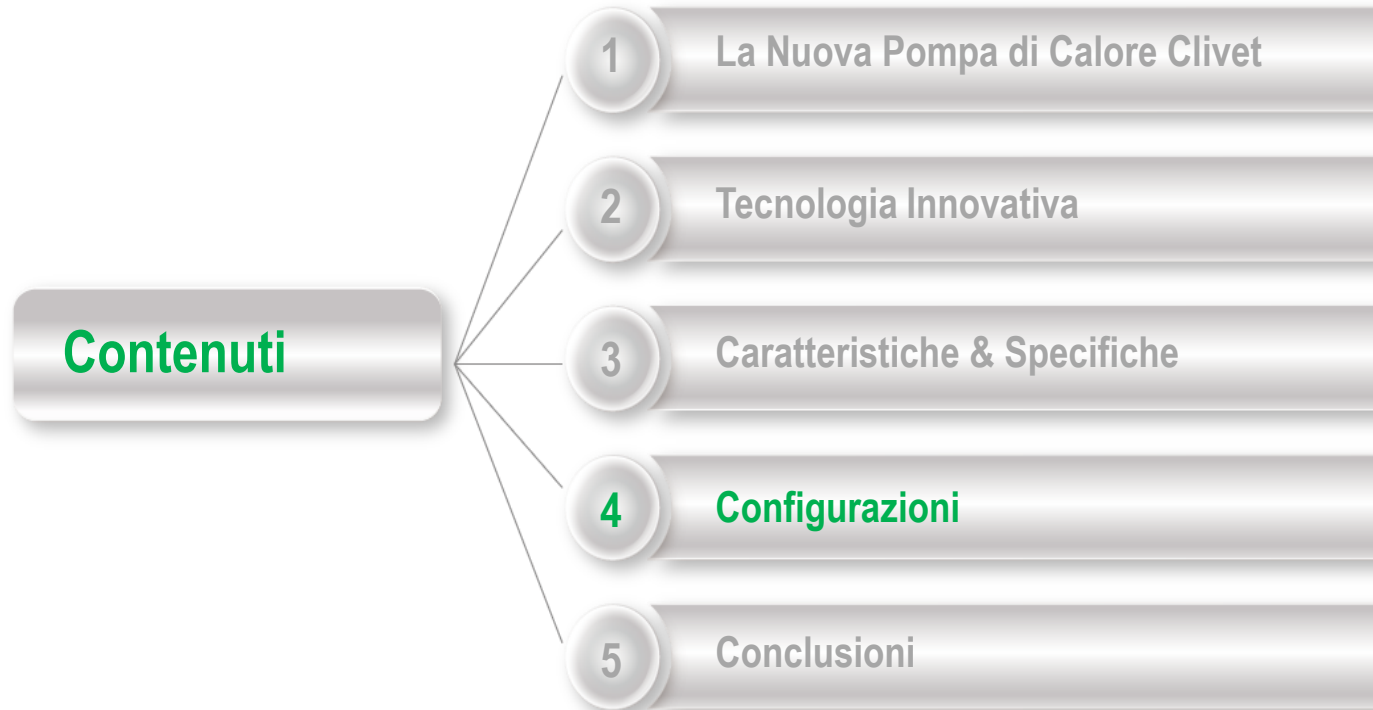 Contenuti
1
La Nuova Pompa di Calore Clivet
2
Tecnologia Innovativa
3
Caratteristiche & Specifiche
4
Configurazioni
5
Conclusioni